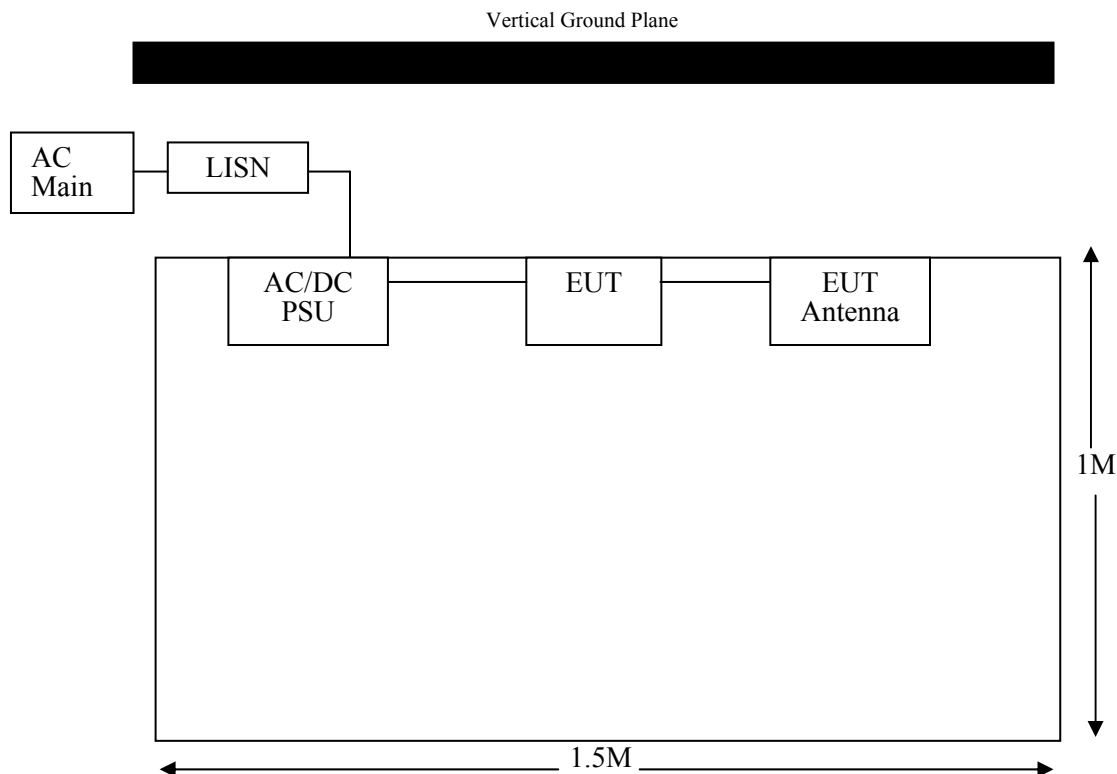 Vertical Ground Plane
AC
Main
LISN
AC/DC
PSU
EUT
EUT
Antenna
1M
1.5M